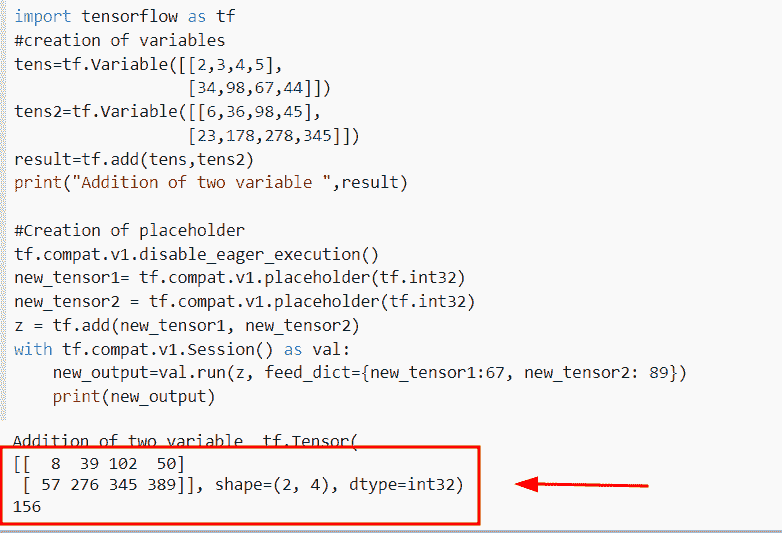 import tensorflow as tf
#creation of variables
tens=tf.Variable([[2,3,4,5],
                  [34,98,67,44]])
tens2=tf.Variable([[6,36,98,45],
                  [23,178,278,345]])
result=tf.add(tens,tens2)
print("Addition of two variable ",result)

#Creation of placeholder
tf.compat.v1.disable_eager_execution()
new_tensor1= tf.compat.v1.placeholder(tf.int32)
new_tensor2 = tf.compat.v1.placeholder(tf.int32)
z = tf.add(new_tensor1, new_tensor2)
with tf.compat.v1.Session() as val:
    new_output=val.run(z, feed_dict={new_tensor1:67, new_tensor2: 89})
    print(new_output)

Addition of two variable  tf.Tensor(
[[  8  39 102  50]
 [ 57 276 345 389]], shape=(2, 4), dtype=int32)
156